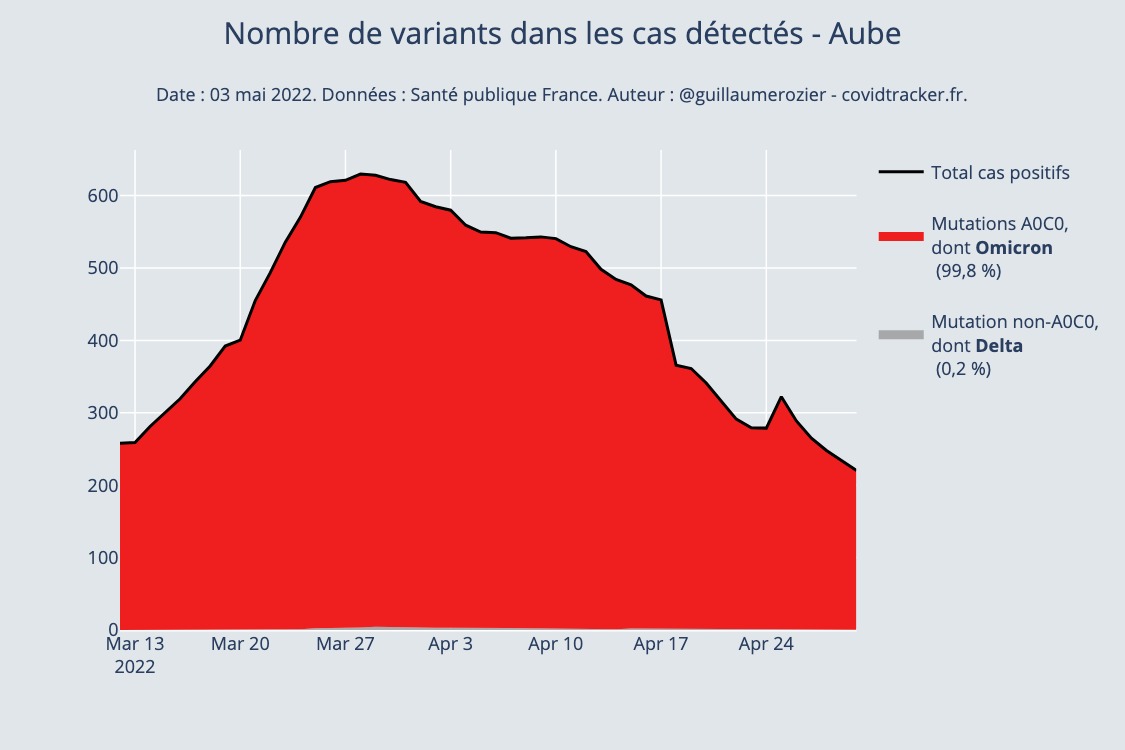 Nombre de variants dans les cas détectés - Aube
Date : 03 mai 2022. Données : Santé publique France. Auteur : @guillaumerozier - covidtracker.fr.
Total cas positifs
Mutations A0C0,
dont Omicron
(99,8 %)
Mutation non-A0C0,
dont Delta
(0,2 %)
600
500
400
300
200
100
0
Mar 13 Mar 20 Mar 27 Apr 3 Apr 10 Apr 17 Apr 24
2022